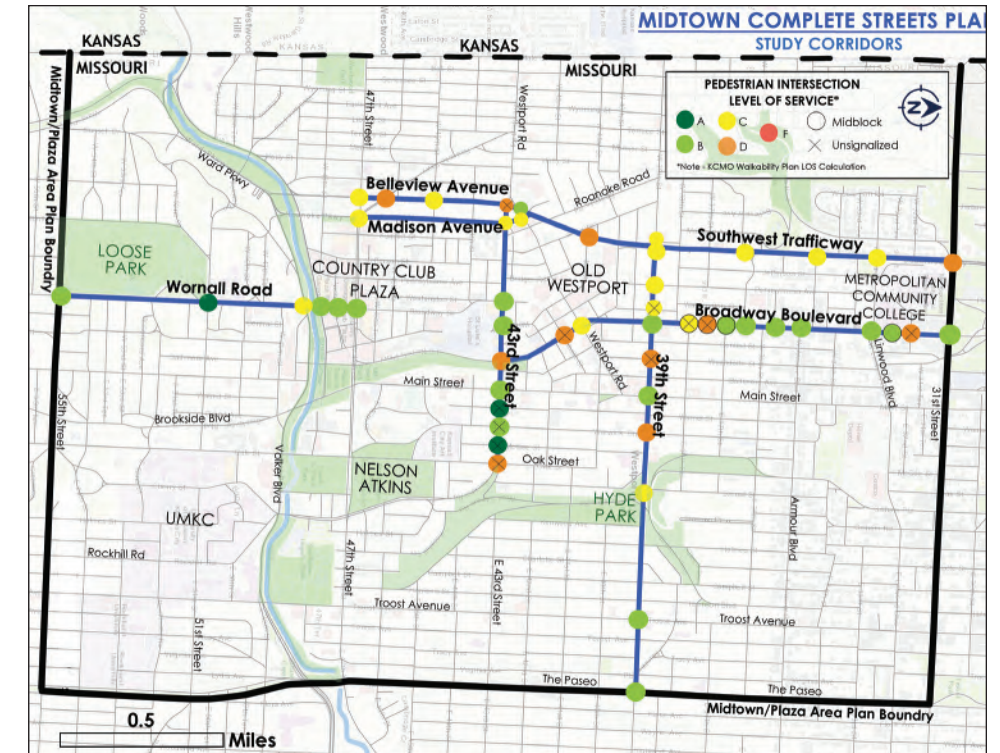 MIDTOWN COMPLETE STREETS PLA
STUDY CORRIDORS
KANSAS
KANSAS
MISSOURI
MISSOURI
KANSAS
Midtown/Plaza Area Plan Boundry
PEDESTRIAN INTERSECTION
LEVEL OF SERVICE*
A
C
F
Midblock
B
D
Unsignalized
*Note - KCMO Walkability Plan LOS Calculation
N
47th Street
Westport Rd
Ward Pkwy
Roanoke Road
Belleview Avenue
Madison Avenue
Southwest Trafficway
LOOSE
PARK
COUNTRY CLUB
PLAZA
OLD
WESTPORT
METROPOLITAN
COMMUNITY
COLLEGE
Wornall Road
Broadway Boulevard
43rd Street
Westport Rd
39th Street
Linwood Blvd
31st Street
Main Street
Main Street
55th Street
Brookside Blvd
Volker Blvd
Oak Street
NELSON
ATKINS
HYDE
PARK
UMKC
Armour Blvd
Rockhill Rd
47th Street
E 43rd Street
Troost Avenue
Troost Avenue
51st Street
The Paseo
The Paseo
Midtown/Plaza Area Plan Boundry
0.5
Miles